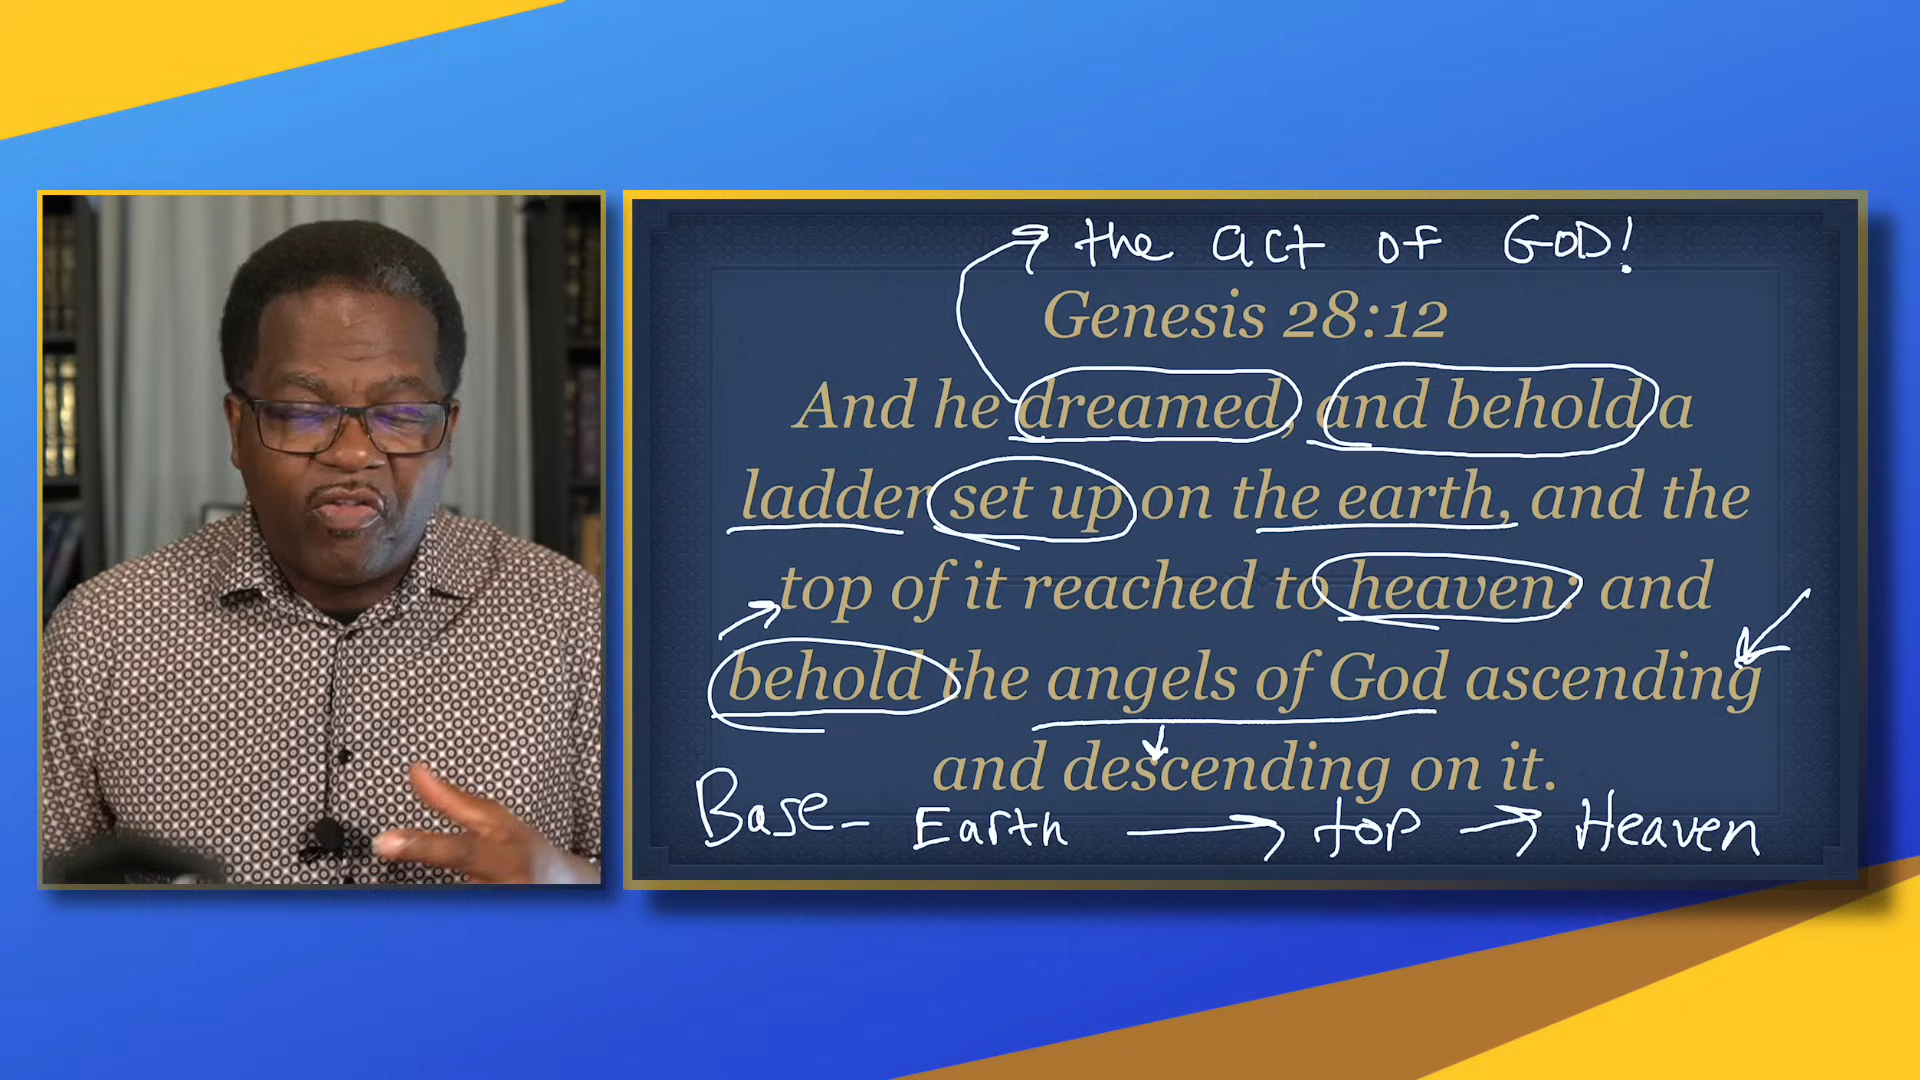 the act of GOD!
Genesis 28:12
And he dreamed, and behold a
ladder set up on the earth, and the
top of it reached to heaven: and
behold the angels of God ascending
and descending on it.
Base- Earth → top → Heaven